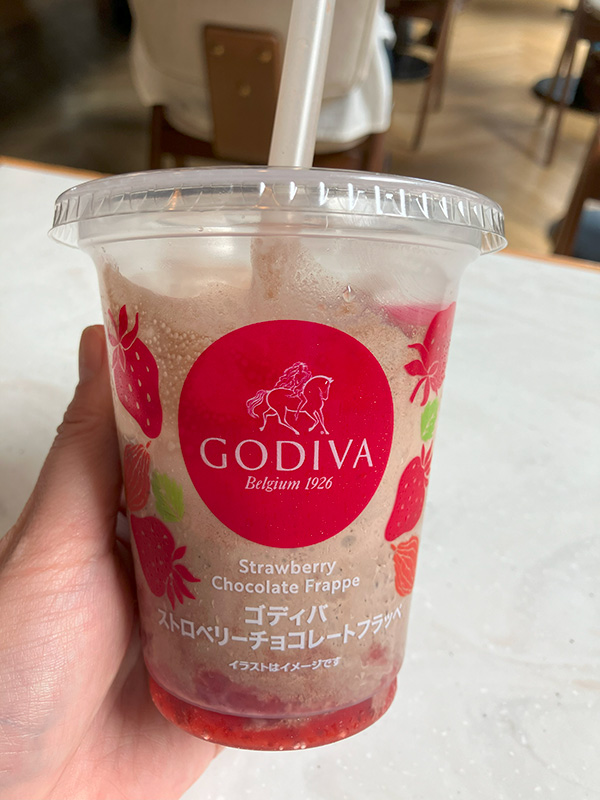 GODIVA
Belgium 1926
Strawberry
Chocolate Frappe
ゴディバ
ストロベリーチョコレートフラッペ
イラストはイメージです